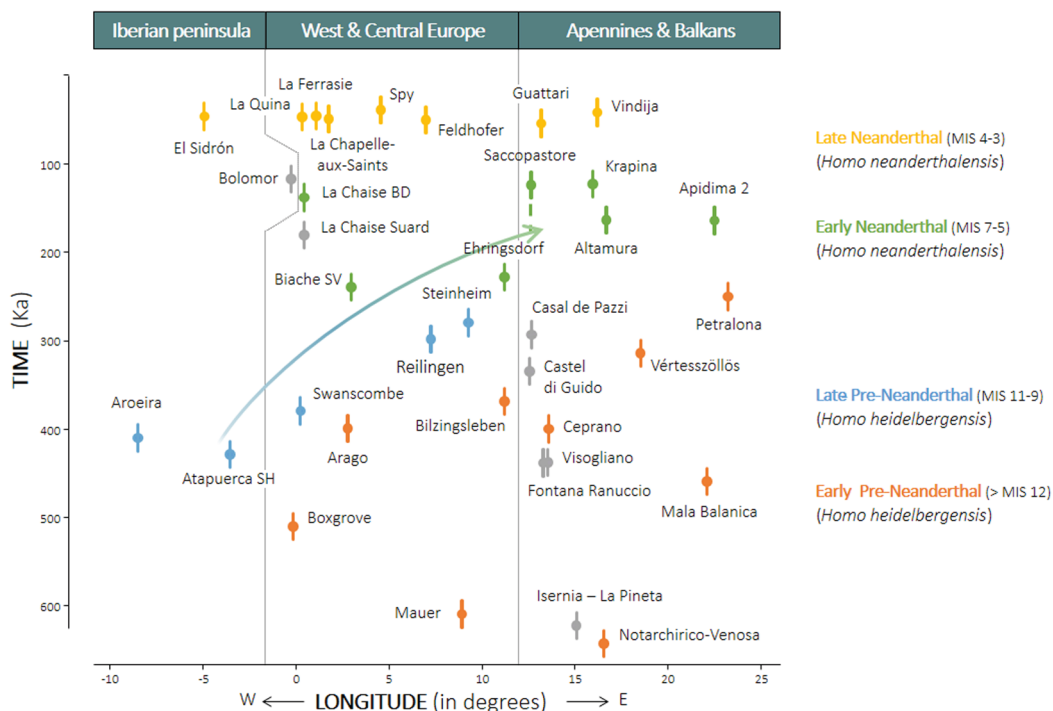 Iberian peninsula
West & Central Europe
Apennines & Balkans
La Ferrasie
La Quina
Spy
Guattari
Vindija
El Sidrón
La Chapelle-
aux-Saints
Feldhofer
Late Neanderthal (MIS 4-3)
(Homo neanderthalensis)
100
Bolomor
La Chaise BD
Saccopastore
Krapina
Apidima 2
La Chaise Suard
Altamura
Early Neanderthal (MIS 7-5)
(Homo neanderthalensis)
200
Ehringsdorf
Biache SV
Steinheim
Casal de Pazzi
Petralona
300
TIME (Ka)
Reilingen
Castel
di Guido
Vértesszöllös
Aroeira
Swanscombe
Bilzingsleben
Ceprano
Late Pre-Neanderthal (MIS 11-9)
(Homo heidelbergensis)
400
Arago
Visogliano
Atapuerca SH
Fontana Ranuccio
Mala Balanica
Early Pre-Neanderthal (> MIS 12)
(Homo heidelbergensis)
500
Boxgrove
Isernia – La Pineta
600
Mauer
Notarchirico-Venosa
-10
-5
0
5
10
15
20
25
W
LONGITUDE (in degrees)
E